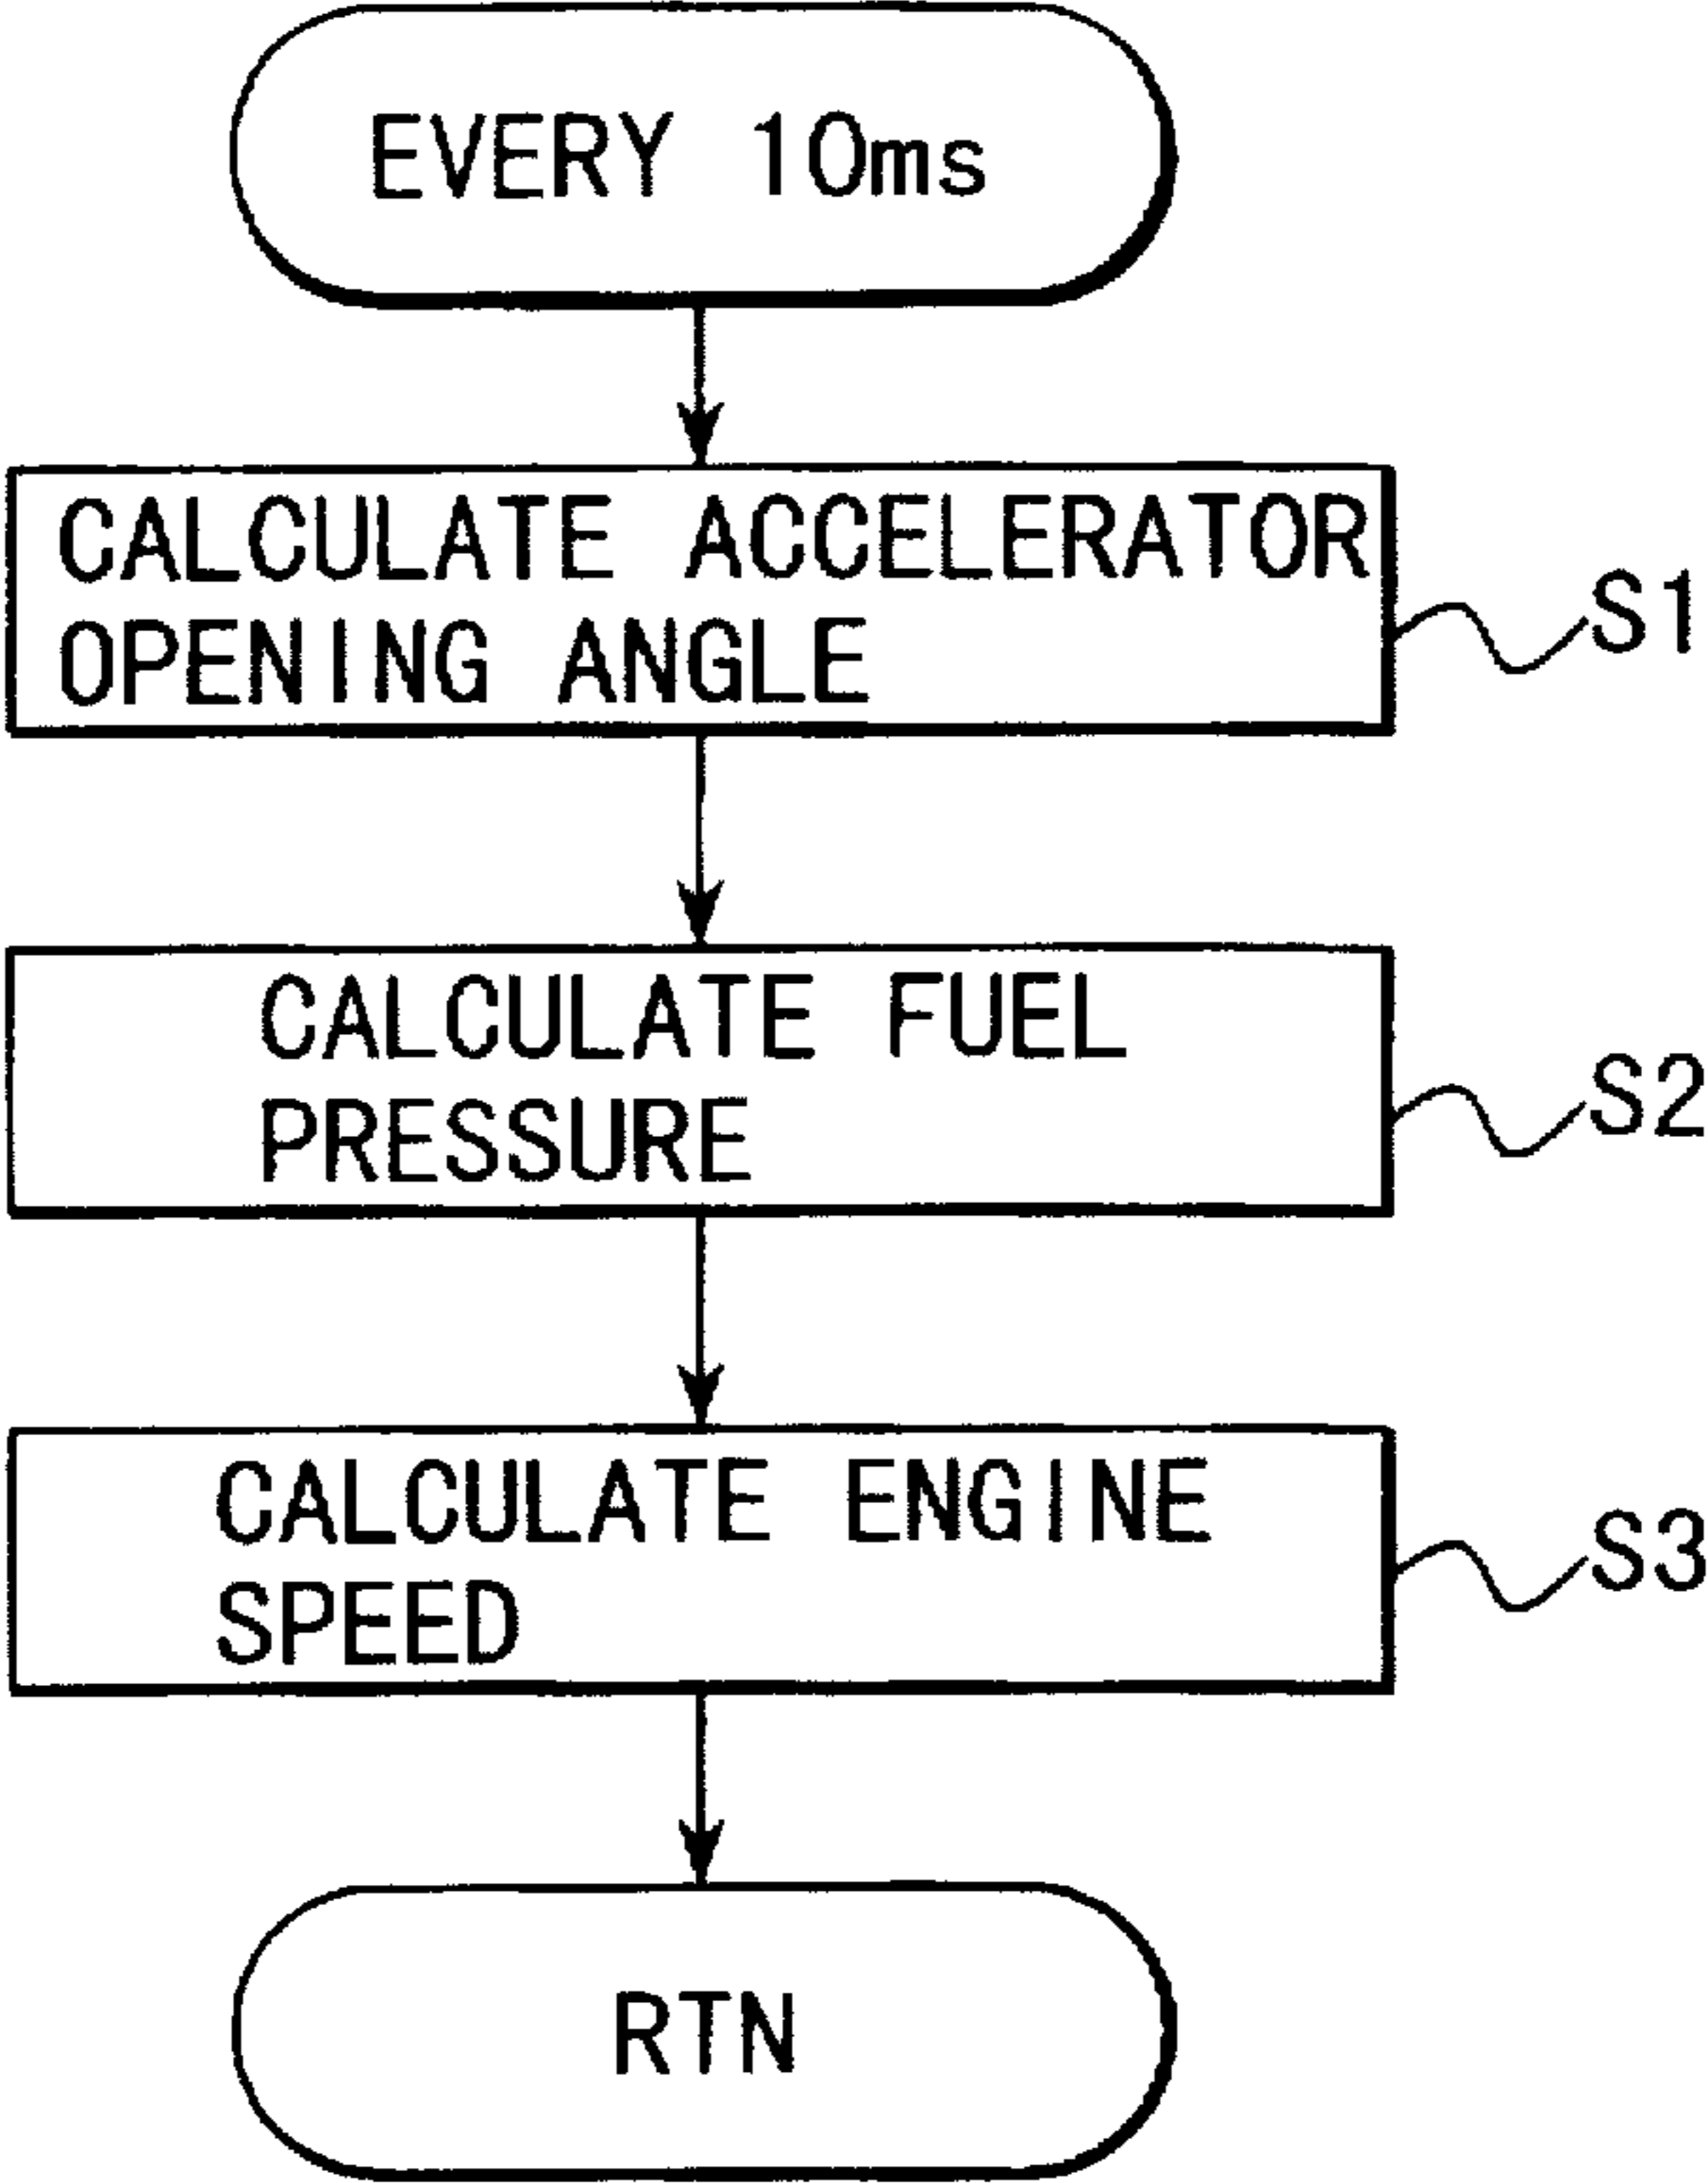 EVERY 10ms
CALCULATE ACCELERATOR
OPENING ANGLE
S1
CALCULATE FUEL
PRESSURE
S2
CALCULATE ENGINE
SPEED
S3
RTN